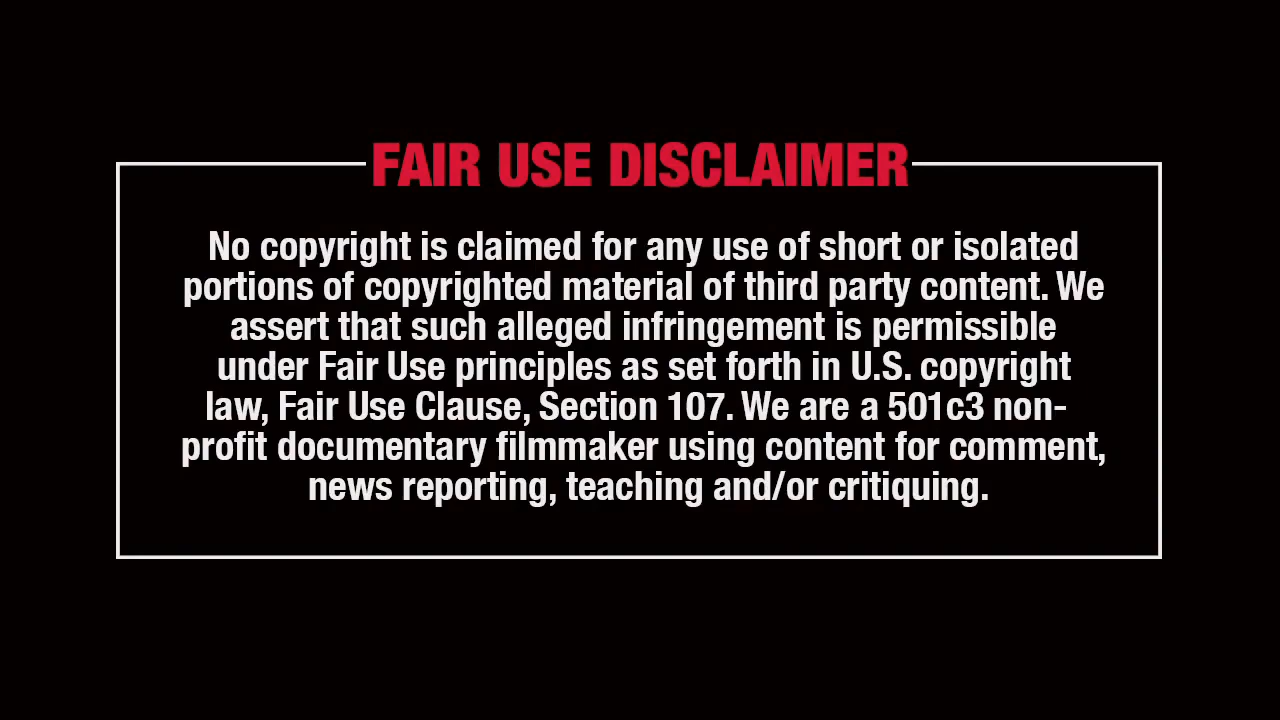 FAIR USE DISCLAIMER
No copyright is claimed for any use of short or isolated
portions of copyrighted material of third party content. We
assert that such alleged infringement is permissible
under Fair Use principles as set forth in U.S. copyright
law, Fair Use Clause, Section 107. We are a 501c3 non-
profit documentary filmmaker using content for comment,
news reporting, teaching and/or critiquing.